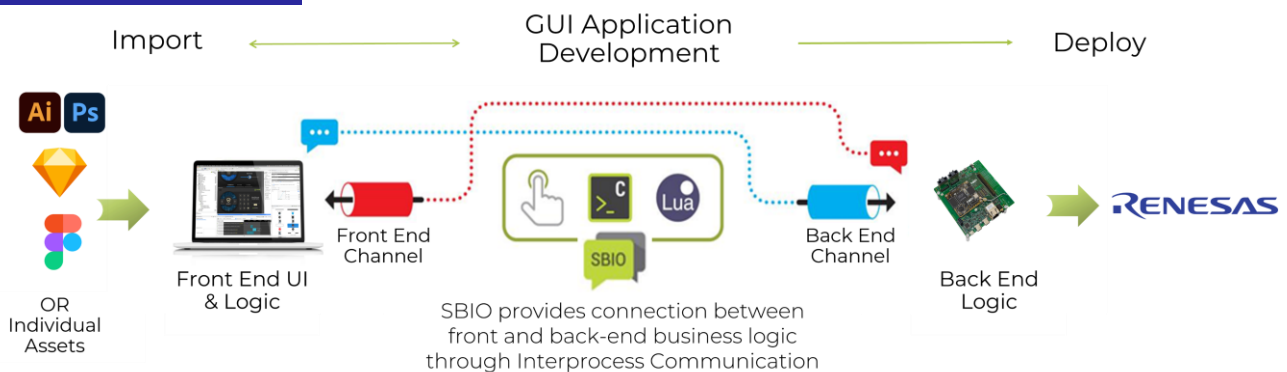 Import
GUI Application
Development
Deploy
Ai
Ps
C
>_
Lua
SBIO
Front End
Channel
Back End
Channel
RENESAS
Front End UI
& Logic
Back End
Logic
OR
Individual
Assets
SBIO provides connection between
front and back-end business logic
through Interprocess Communication